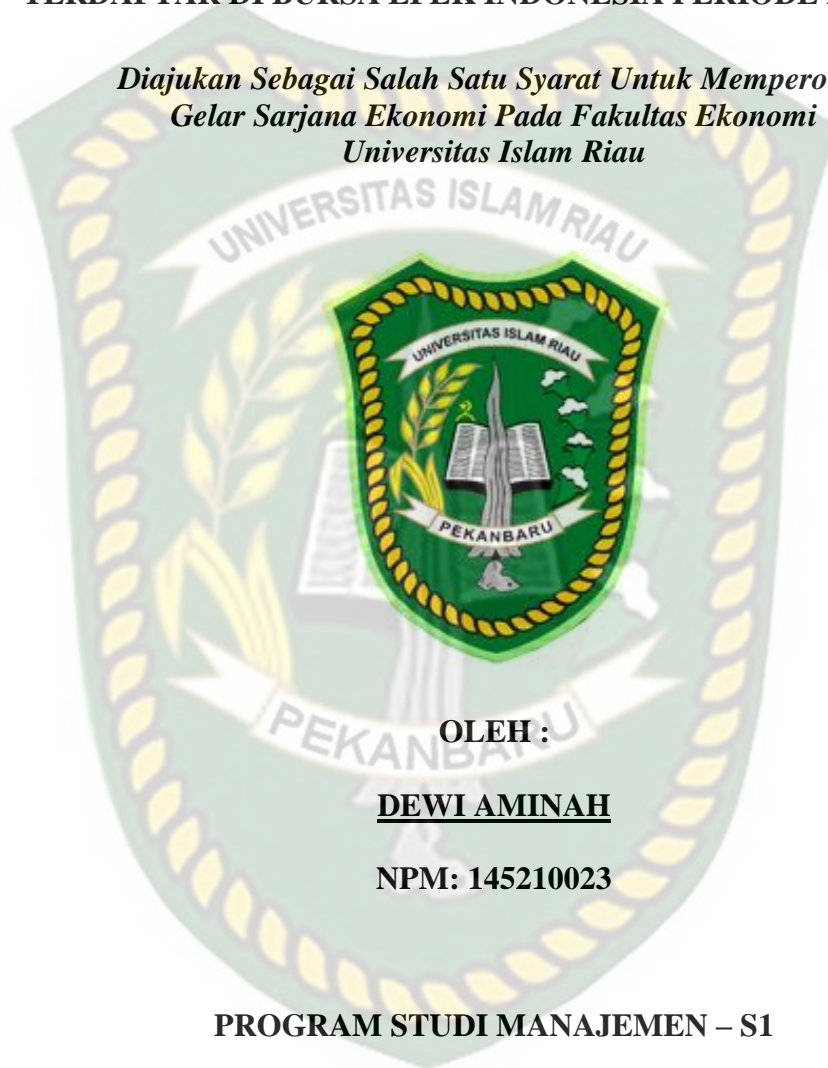 TERDAFTAR DI BURSA EFEK INDONESIA PERIODE
Diajukan Sebagai Salah Satu Syarat Untuk
Gelar Sarjana Ekonomi Pada Fakultas Ekonomi
Universitas Islam Riau
UNIVERSITAS ISLAM RIAU
UNIVERSITAS ISLAM RIAU
PEKANBARU
PEKANBARU
OLEH :
DEWI AMINAH
NPM: 145210023
PROGRAM STUDI MANAJEMEN – S1